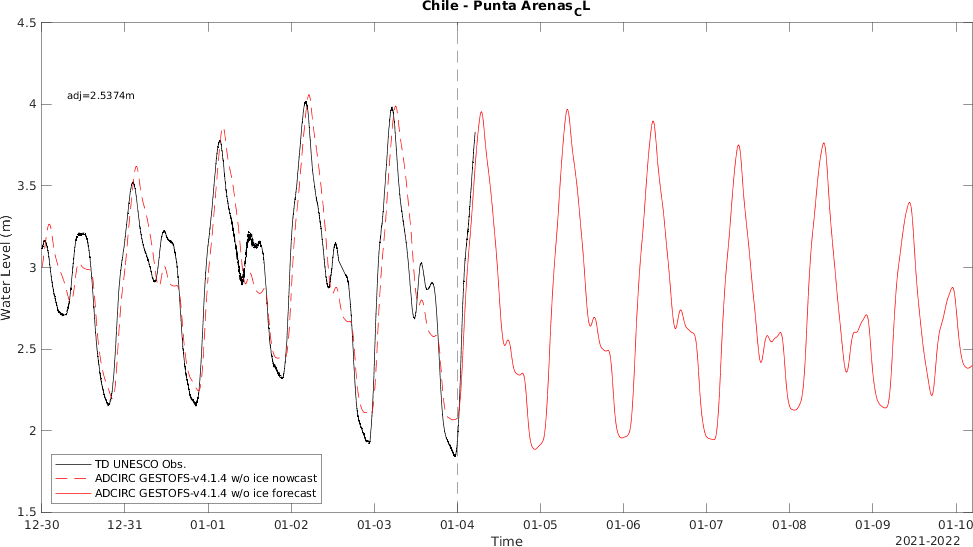 Chile - Punta Arenas_CL
4.5
4
3.5
3
2.5
2
1.5
Water Level (m)
adj=2.5374m
TD UNESCO Obs.
ADCIRC GESTOFS-v4.1.4 w/o ice nowcast
ADCIRC GESTOFS-v4.1.4 w/o ice forecast
12-30 12-31 01-01 01-02 01-03 01-04 01-05 01-06 01-07 01-08 01-09 01-10
Time
2021-2022